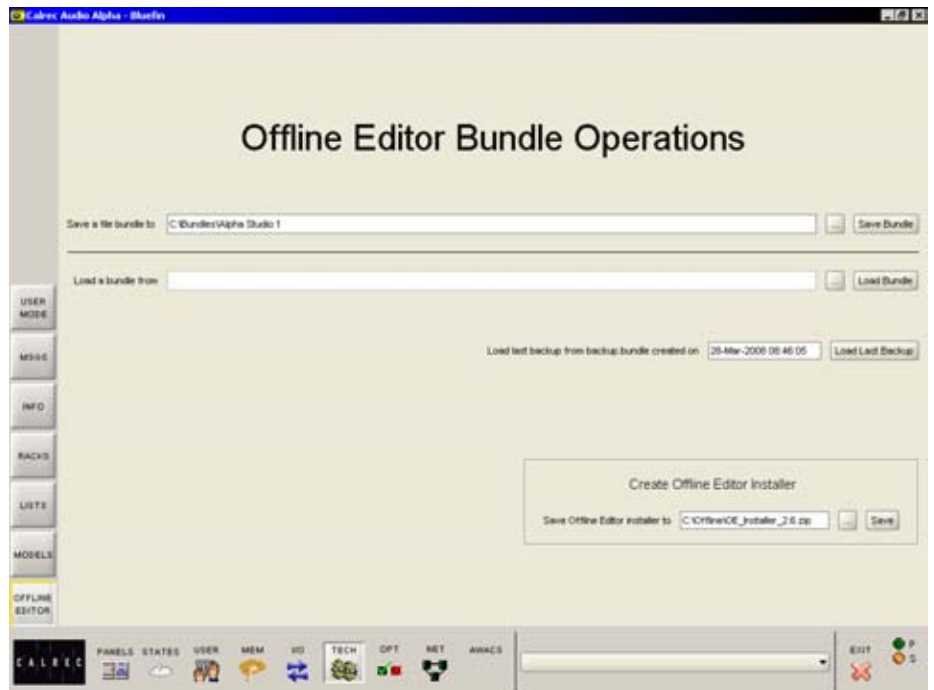 Calrec Audio Alpha - Bluefin
Offline Editor Bundle Operations
Save a file bundle to C:\Bundles\Alpha Studio 1 ... Save Bundle
Load a bundle from ... Load Bundle
Load last backup from backup bundle created on 28-Mar-2008 08:46:05 Load Last Backup
Create Offline Editor Installer
Save Offline Editor installer to C:\Offline\OE_Installer_2.6.zip ... Save
USER
MODE
MSGS
INFO
RACKS
LISTS
MODELS
OFFLINE
EDITOR
CALREC
PANELS STATES USER MEM I/O TECH OPT NET AWACS
EXIT
P
S